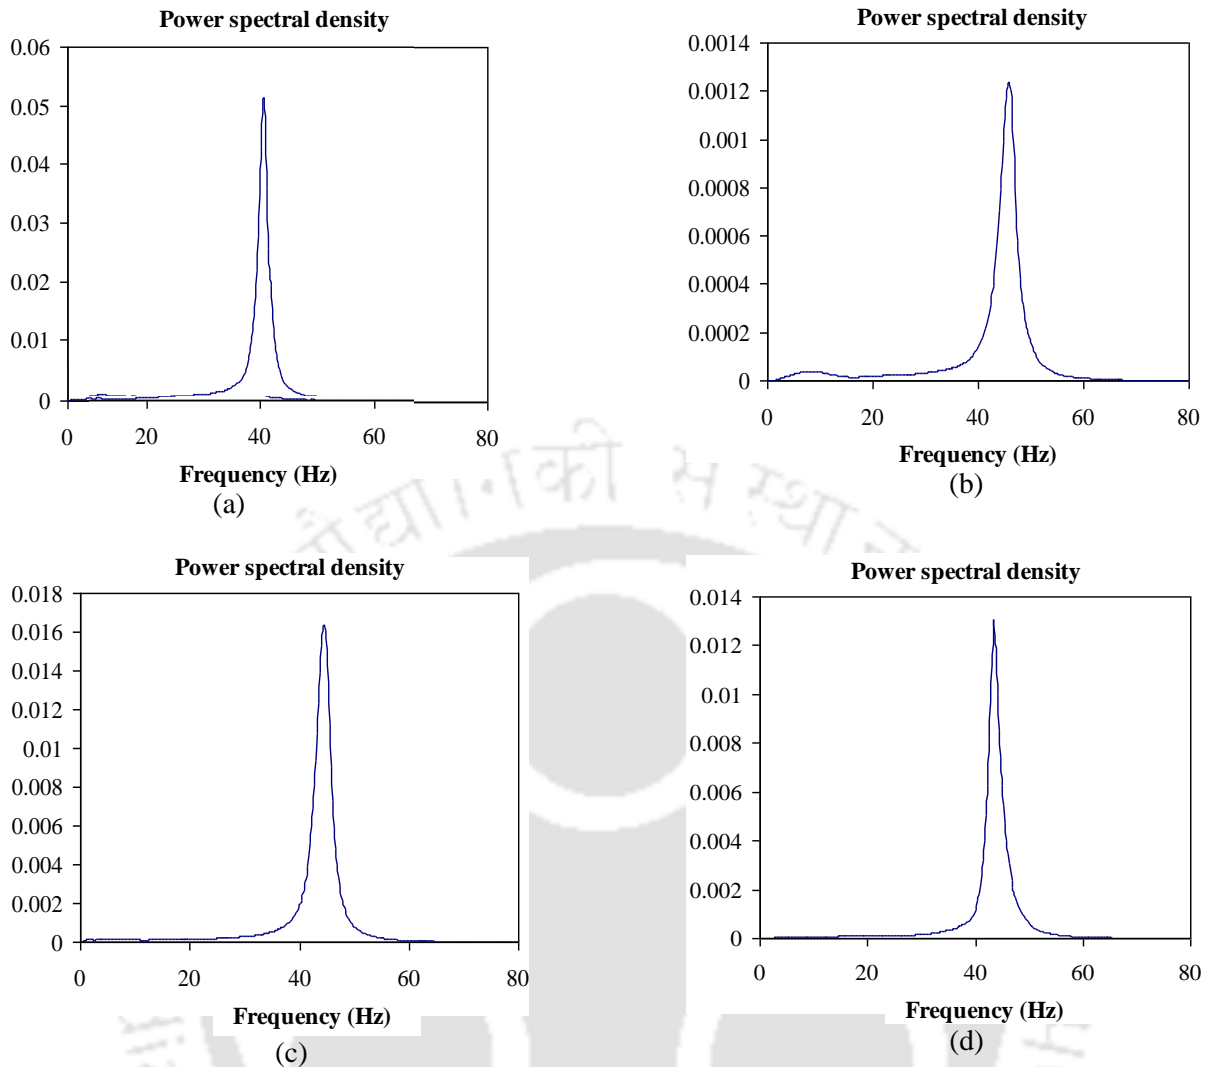 Power spectral density
0.06
0.05
0.04
0.03
0.02
0.01
0
0 20 40 60 80
Frequency (Hz)
(a)
Power spectral density
0.0014
0.0012
0.001
0.0008
0.0006
0.0004
0.0002
0
0 20 40 60 80
Frequency (Hz)
(b)
Power spectral density
0.018
0.016
0.014
0.012
0.01
0.008
0.006
0.004
0.002
0
0 20 40 60 80
Frequency (Hz)
(c)
Power spectral density
0.014
0.012
0.01
0.008
0.006
0.004
0.002
0
0 20 40 60 80
Frequency (Hz)
(d)